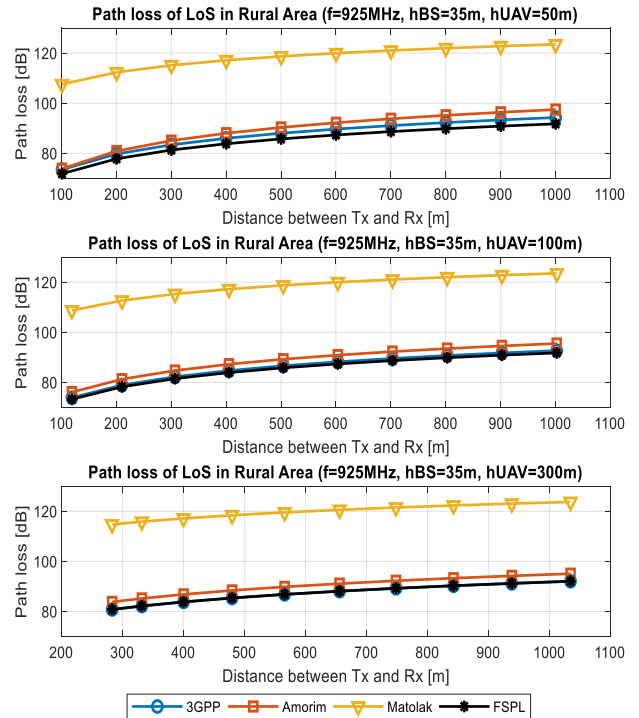 Path loss of LoS in Rural Area (f=925MHz, hBS=35m, hUAV=50m)
Path loss [dB]
120
100
80
100 200 300 400 500 600 700 800 900 1000 1100
Distance between Tx and Rx [m]
Path loss of LoS in Rural Area (f=925MHz, hBS=35m, hUAV=100m)
Path loss [dB]
120
100
80
100 200 300 400 500 600 700 800 900 1000 1100
Distance between Tx and Rx [m]
Path loss of LoS in Rural Area (f=925MHz, hBS=35m, hUAV=300m)
Path loss [dB]
120
100
80
200 300 400 500 600 700 800 900 1000 1100
Distance between Tx and Rx [m]
3GPP Amorim Matolak FSPL